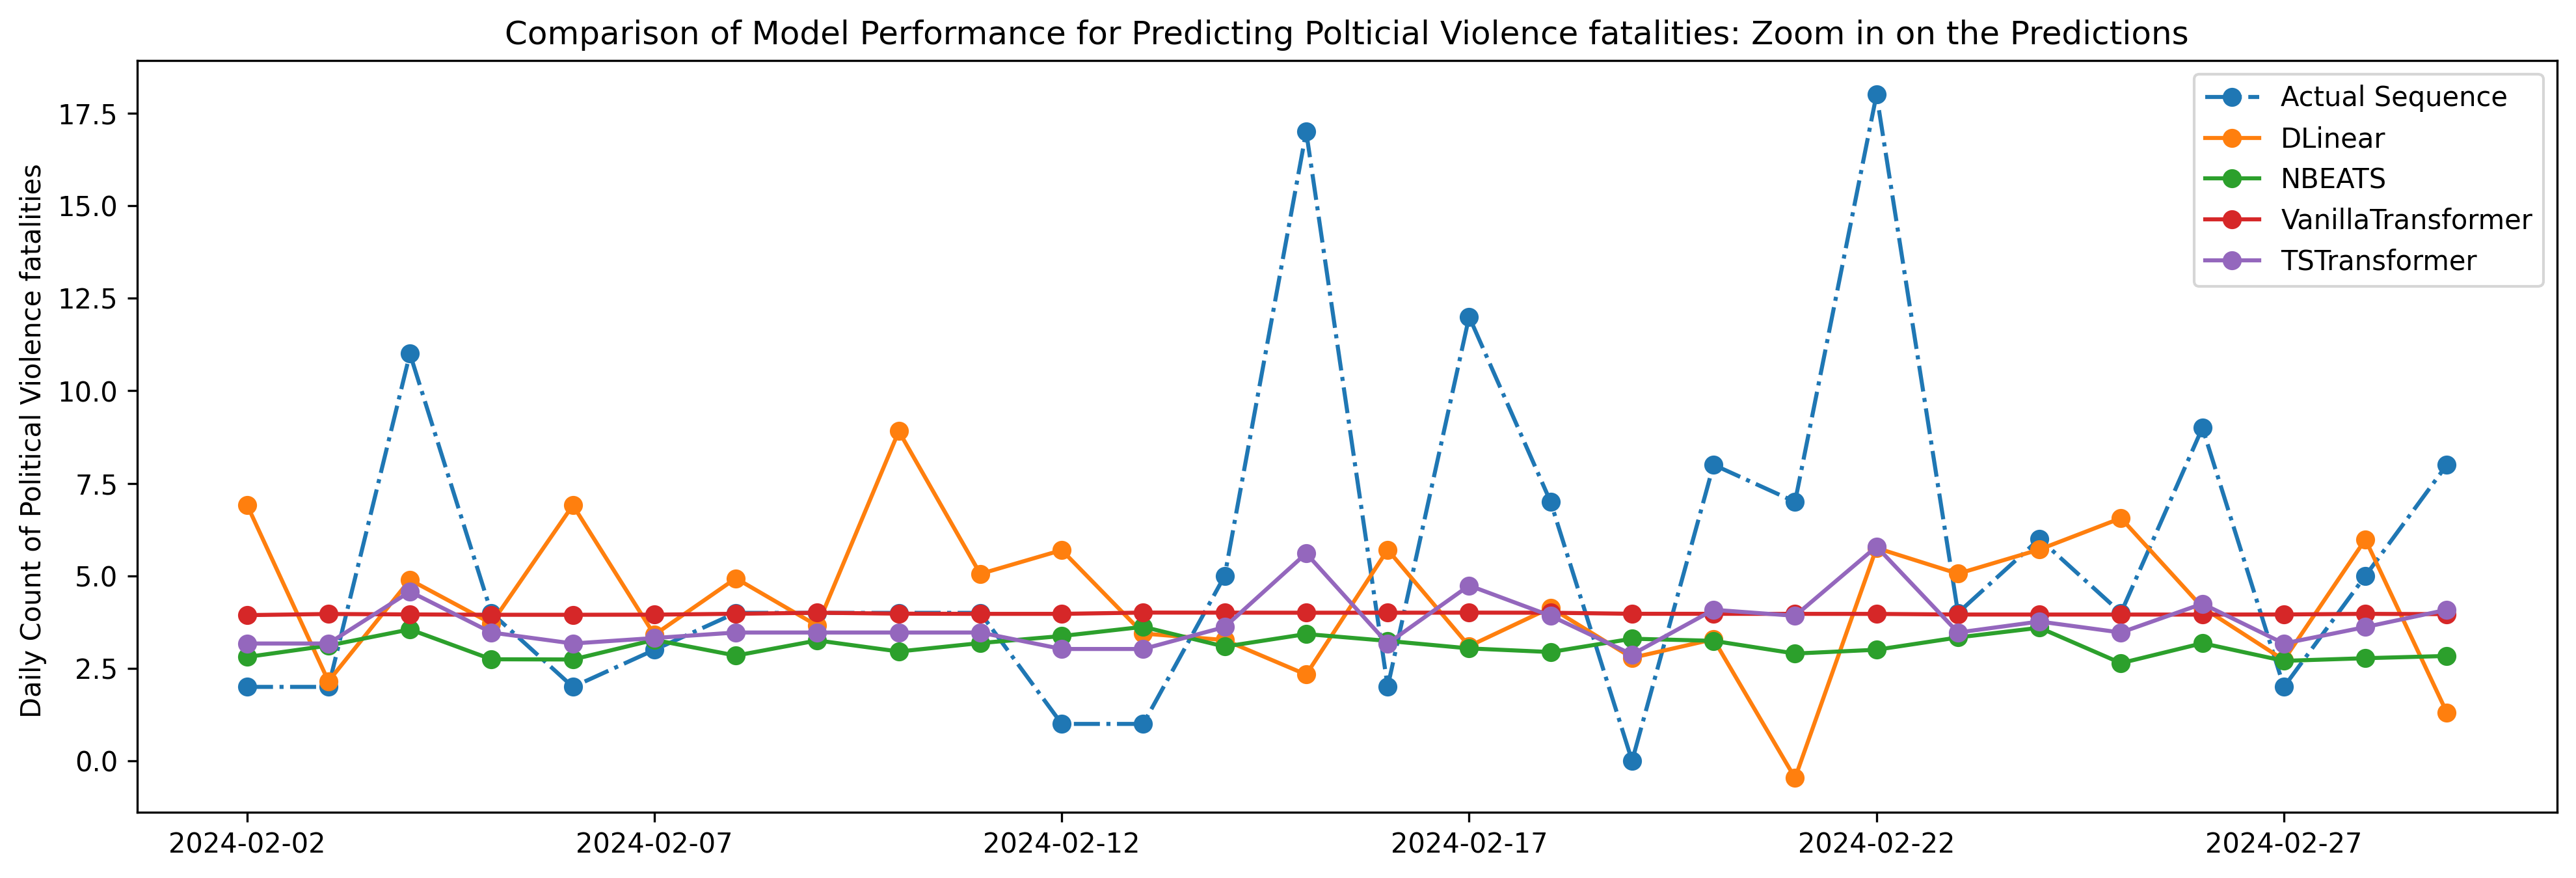 Comparison of Model Performance for Predicting Polticial Violence fatalities: Zoom in on the Predictions
Daily Count of Political Violence fatalities
17.5
15.0
12.5
10.0
7.5
5.0
2.5
0.0
Actual Sequence
DLinear
NBEATS
VanillaTransformer
TSTransformer
2024-02-02 2024-02-07 2024-02-12 2024-02-17 2024-02-22 2024-02-27